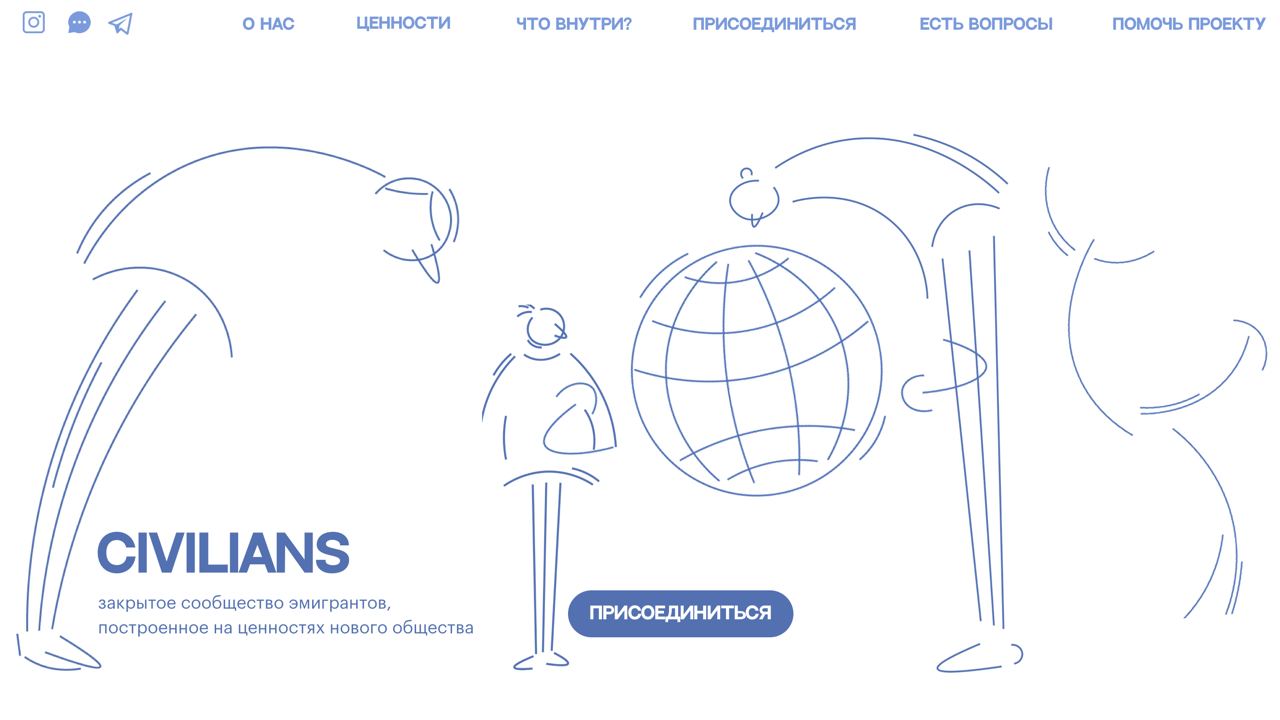 О НАС
ЦЕННОСТИ
ЧТО ВНУТРИ?
ПРИСОЕДИНИТЬСЯ
ЕСТЬ ВОПРОСЫ
ПОМОЧЬ ПРОЕКТУ
CIVILIANS
закрытое сообщество эмигрантов,
построенное на ценностях нового общества
ПРИСОЕДИНИТЬСЯ